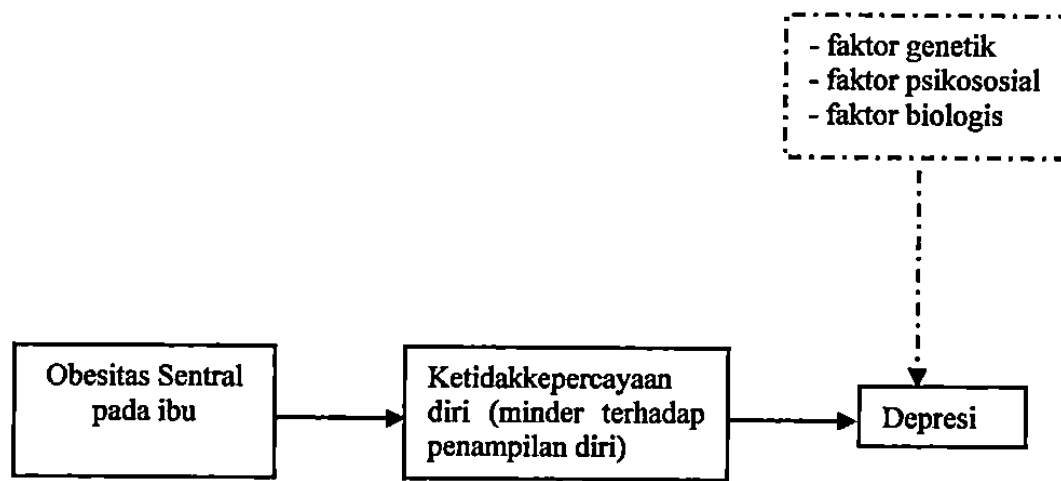 - faktor genetik
- faktor psikososial
- faktor biologis
Obesitas Sentral
pada ibu
Ketidakkepercayaan
diri (minder terhadap
penampilan diri)
Depresi